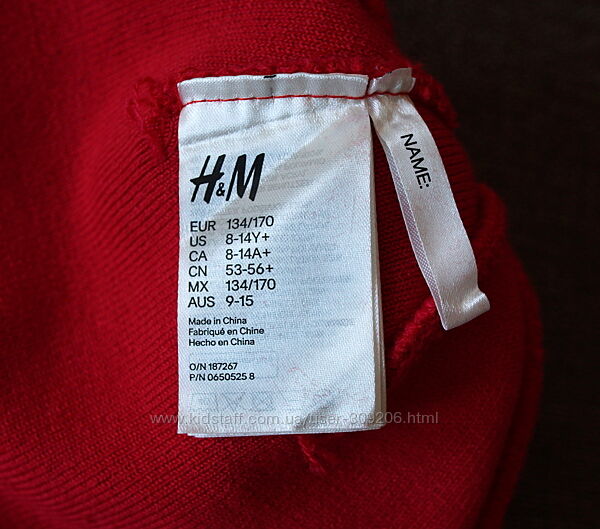 H&M
EUR 134/170
US 8-14Y+
CA 8-14A+
CN 53-56+
MX 134/170
AUS 9-15
Made in China
Fabriqué en Chine
Hecho en China
O/N 187267
P/N 0650525 8
NAME:
www.kidstaff.com.ua/user-309206.html